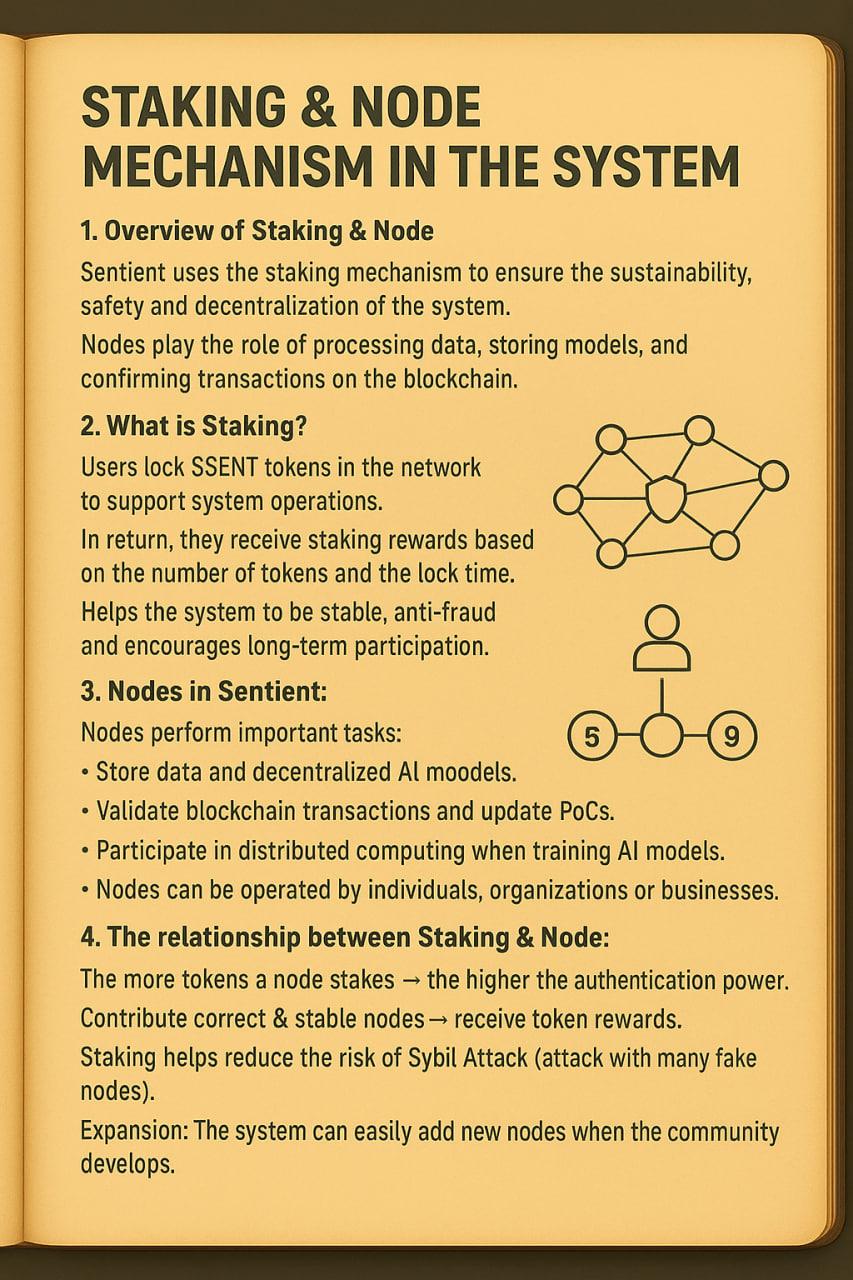 STAKING & NODE
MECHANISM IN THE SYSTEM
1. Overview of Staking & Node
Sentient uses the staking mechanism to ensure the sustainability,
safety and decentralization of the system.
Nodes play the role of processing data, storing models, and
confirming transactions on the blockchain.
2. What is Staking?
Users lock SSENT tokens in the network
to support system operations.
In return, they receive staking rewards based
on the number of tokens and the lock time.
Helps the system to be stable, anti-fraud
and encourages long-term participation.
3. Nodes in Sentient:
Nodes perform important tasks:
• Store data and decentralized Al moodels.
• Validate blockchain transactions and update PoCs.
• Participate in distributed computing when training AI models.
• Nodes can be operated by individuals, organizations or businesses.
5 9
4. The relationship between Staking & Node:
The more tokens a node stakes → the higher the authentication power.
Contribute correct & stable nodes → receive token rewards.
Staking helps reduce the risk of Sybil Attack (attack with many fake
nodes).
Expansion: The system can easily add new nodes when the community
develops.